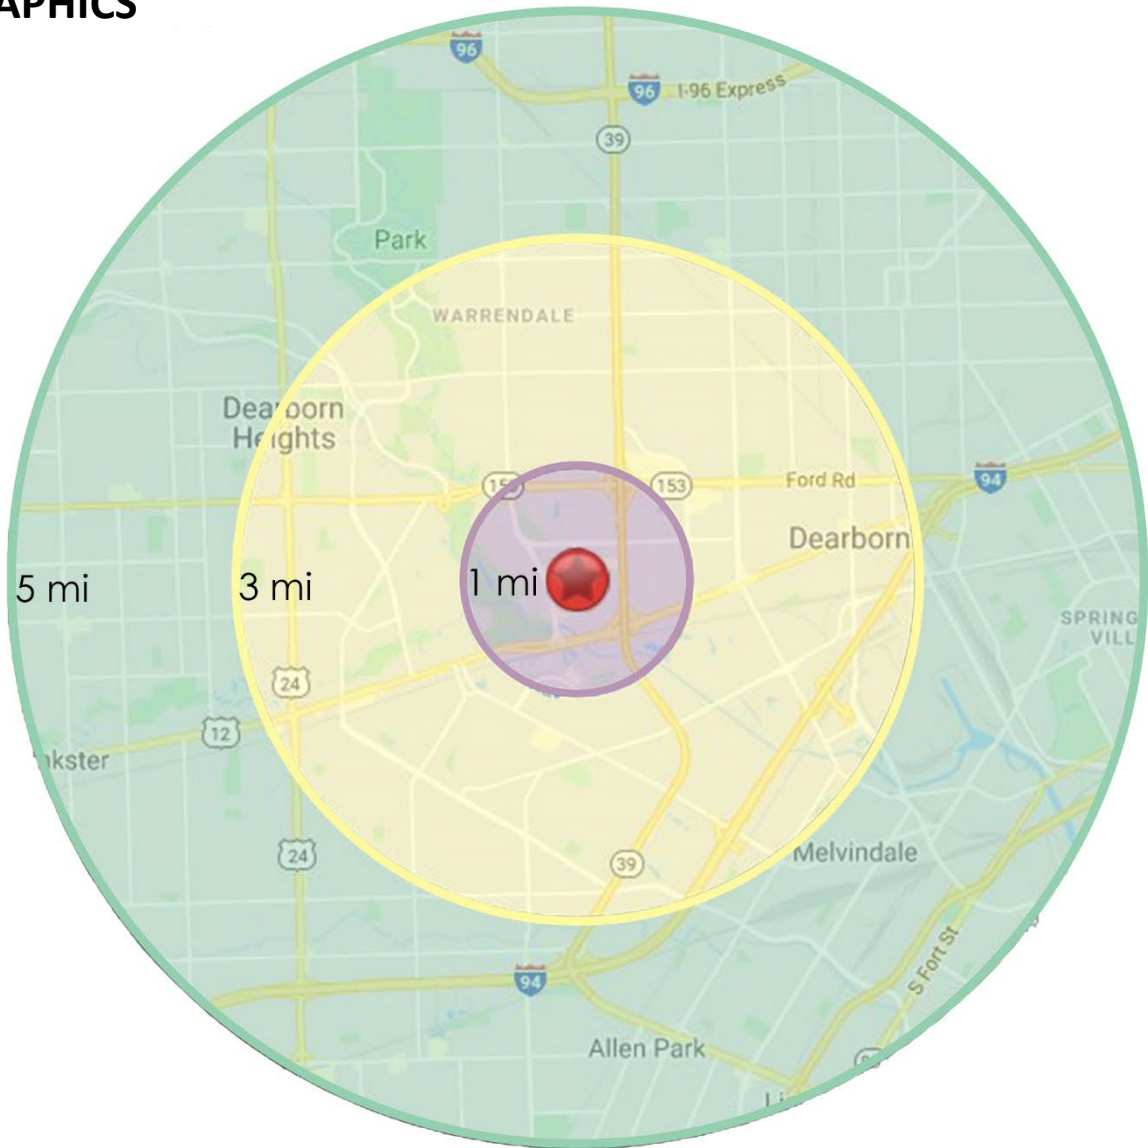 APHICS
96
96
I-96 Express
39
Park
WARRENDALE
Dearborn
Heights
153
153
Ford Rd
94
Dearborn
5 mi
3 mi
1 mi
SPRING
VILL
24
12
kster
24
39
Melvindale
S Fort St
94
Allen Park
Li